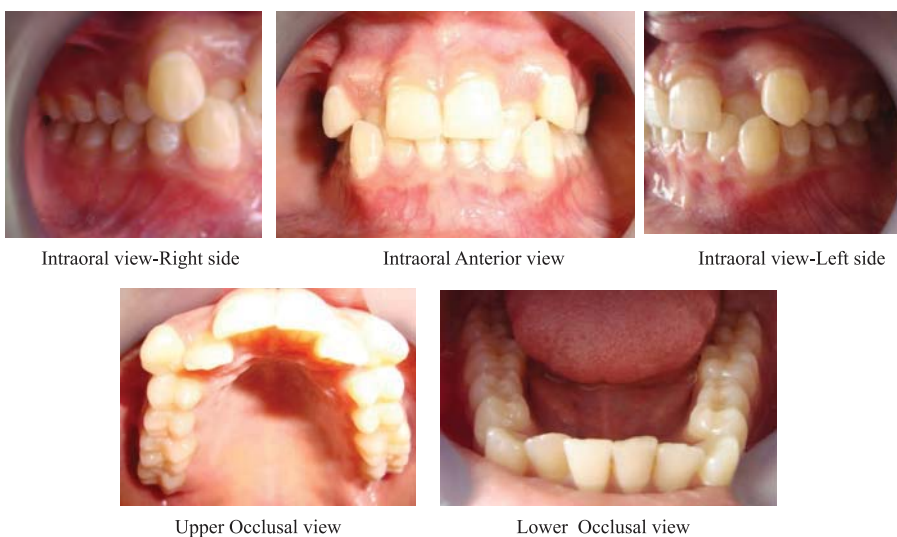 Intraoral view-Right side
Intraoral Anterior view
Intraoral view-Left side
Upper Occlusal view
Lower Occlusal view